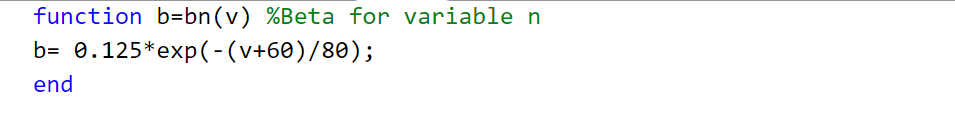 function b=bn(v) %Beta for variable n
b= 0.125*exp(-(v+60)/80);
end